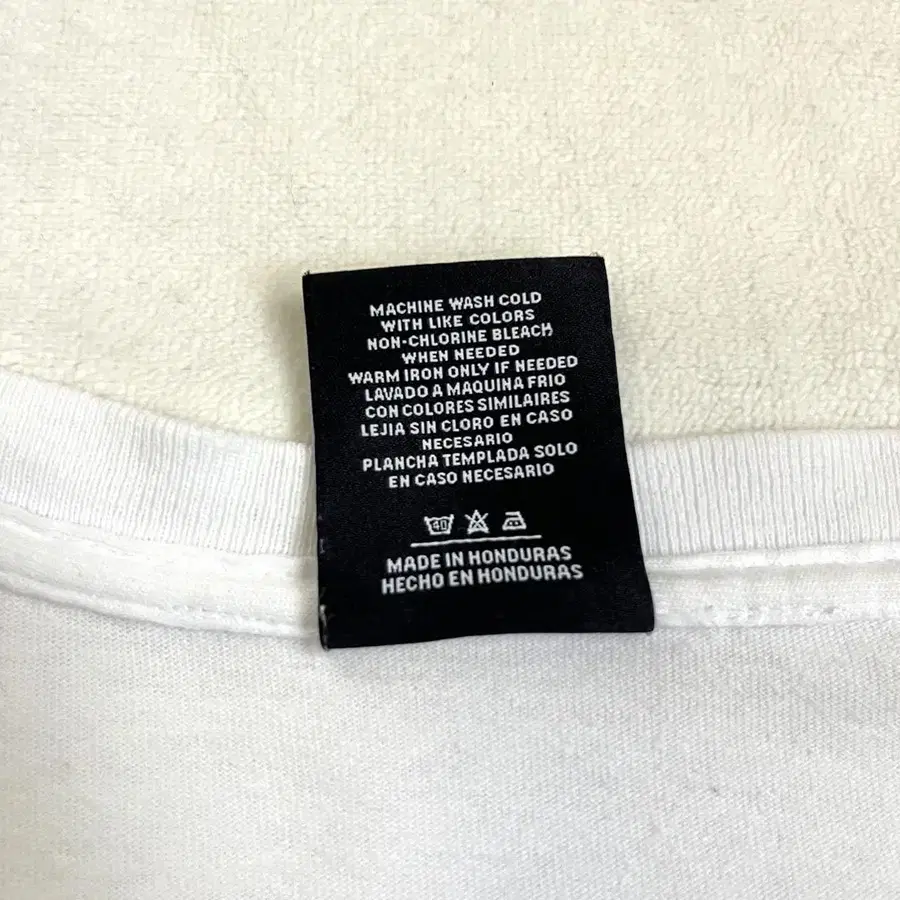 MACHINE WASH COLD
WITH LIKE COLORS
NON-CHLORINE BLEACH
WHEN NEEDED
WARM IRON ONLY IF NEEDED
LAVADO A MAQUINA FRIO
CON COLORES SIMILAIRES
LEJIA SIN CLORO EN CASO
NECESARIO
PLANCHA TEMPLADA SOLO
EN CASO NECESARIO
40
MADE IN HONDURAS
HECHO EN HONDURAS